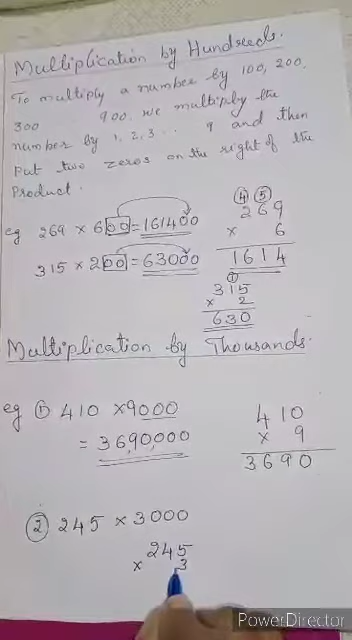 Multiplication by Hundreds.
To multiply a number by 100, 200,
300 900. we multiply the
number by 1, 2, 3 . . . 9 and then
Put two zeros on the right of the
Product.
eg 269 × 600 = 161400
315 × 200 = 63000
4 5
269
× 6
1614
1
315
× 2
630
Multiplication by Thousands.
eg 1 410 × 9000
= 36,90,000
410
× 9
3690
2 245 × 3000
245
× 3
PowerDirector